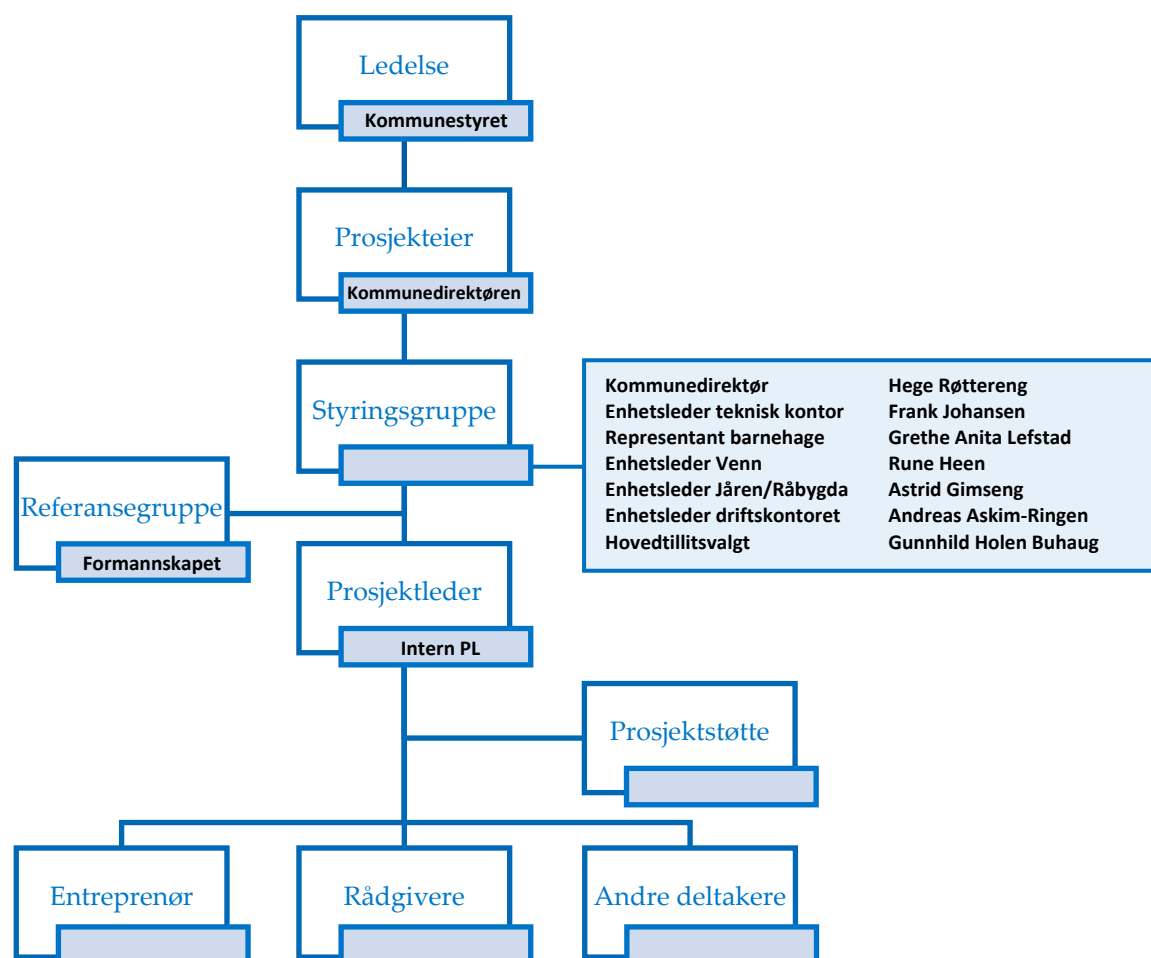 Ledelse
Kommunestyret
Prosjekteier
Kommunedirektøren
Styringsgruppe
Kommunedirektør Hege Røttereng
Enhetsleder teknisk kontor Frank Johansen
Representant barnehage Grethe Anita Lefstad
Enhetsleder Venn Rune Heen
Enhetsleder Jåren/Råbygda Astrid Gimseng
Enhetsleder driftskontoret Andreas Askim-Ringen
Hovedtillitsvalgt Gunnhild Holen Buhaug
Referansegruppe
Formannskapet
Prosjektleder
Intern PL
Prosjektstøtte
Entreprenør
Rådgivere
Andre deltakere